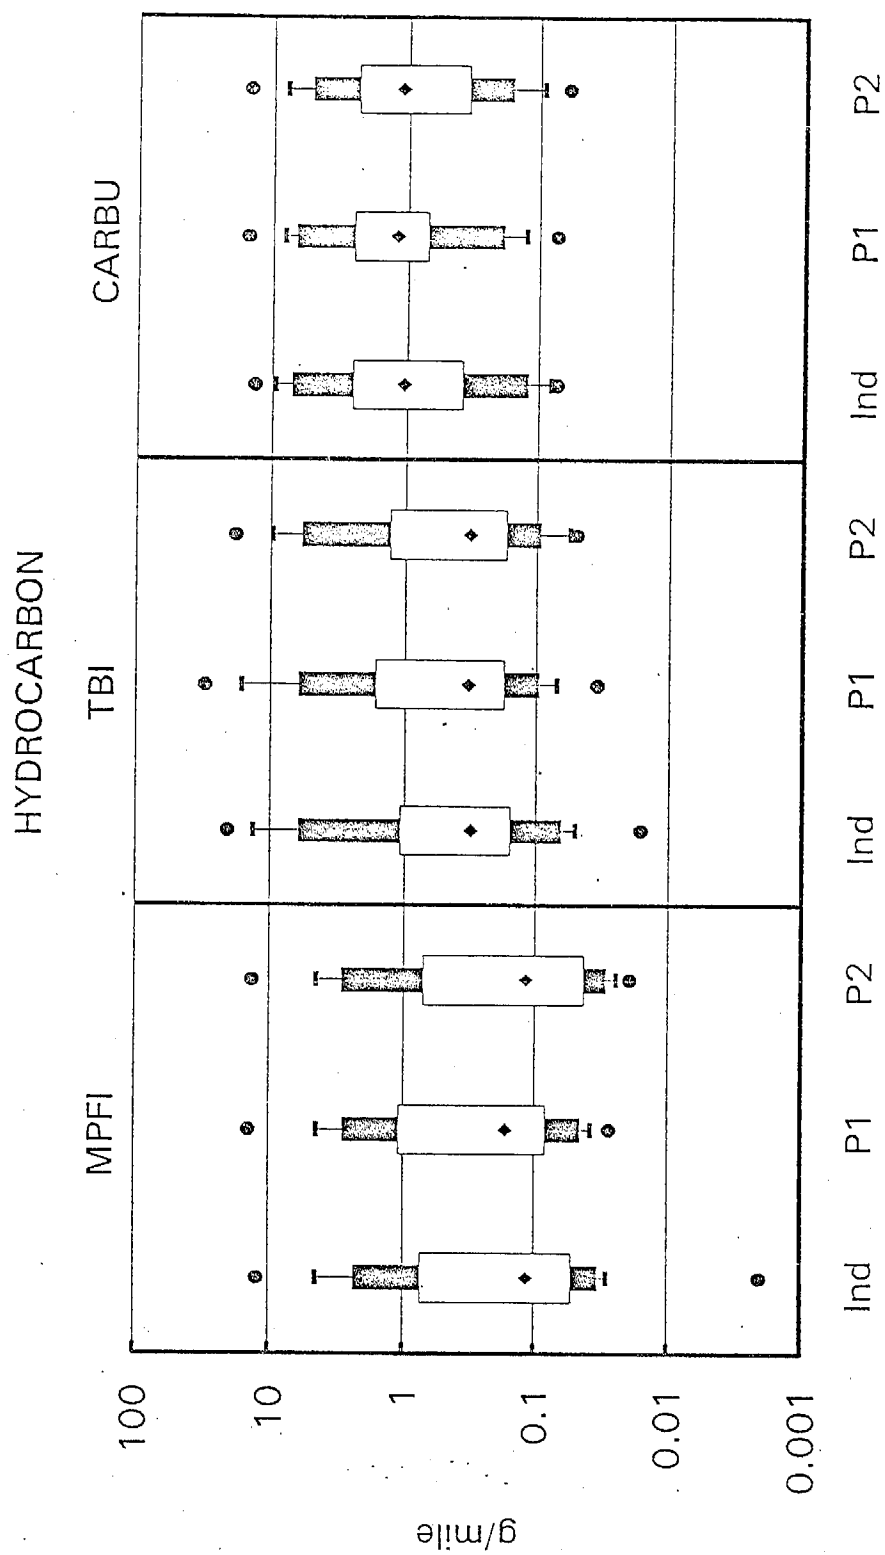 HYDROCARBON
MPFI TBI CARBU
100
10
1
0.1
0.01
0.001
g/mile
Ind P1 P2 Ind P1 P2 Ind P1 P2